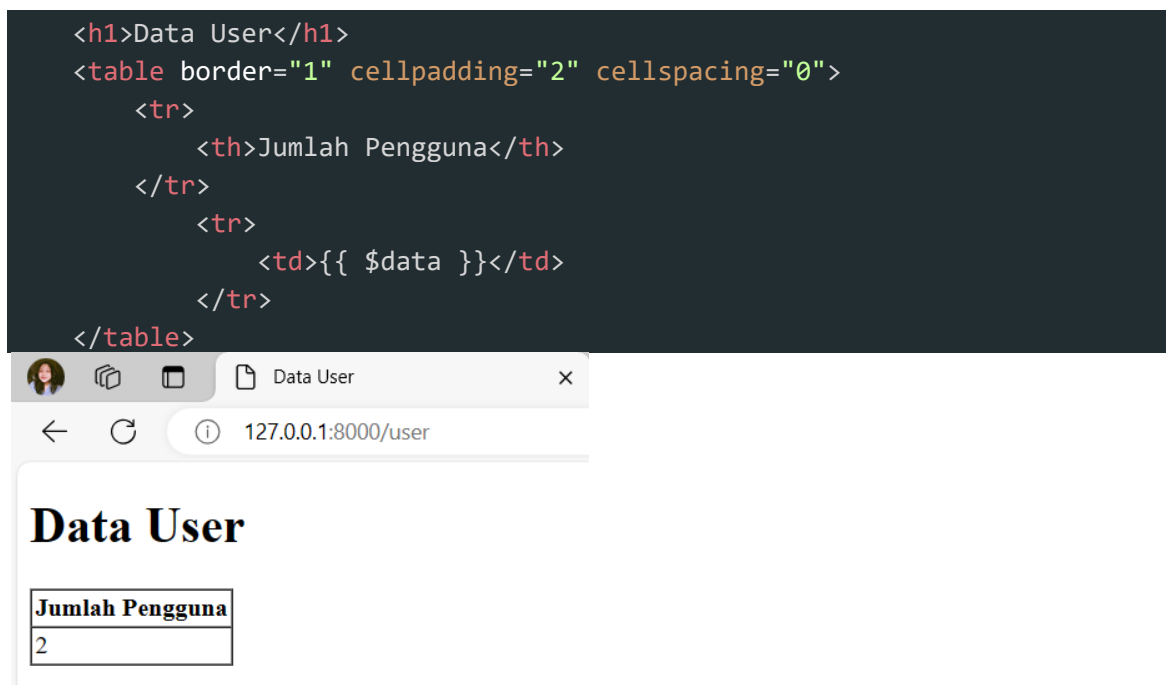 <h1>Data User</h1>
<table border="1" cellpadding="2" cellspacing="0">
<tr>
<th>Jumlah Pengguna</th>
</tr>
<tr>
<td>{{ $data }}</td>
</tr>
</table>
Data User
127.0.0.1:8000/user
Data User
Jumlah Pengguna
2